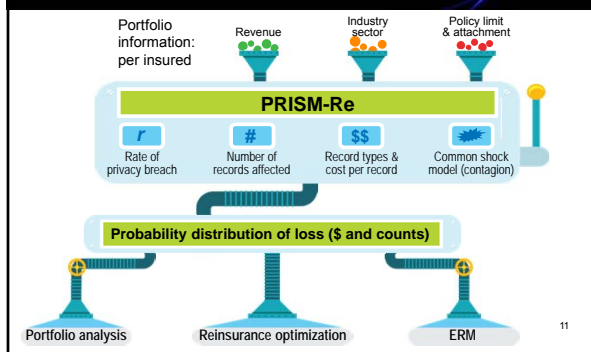 Portfolio
information:
per insured
Revenue
Industry
sector
Policy limit
& attachment
PRISM-Re
r
#
$$
Rate of
privacy breach
Number of
records affected
Record types &
cost per record
Common shock
model (contagion)
Probability distribution of loss ($ and counts)
Portfolio analysis
Reinsurance optimization
ERM
11